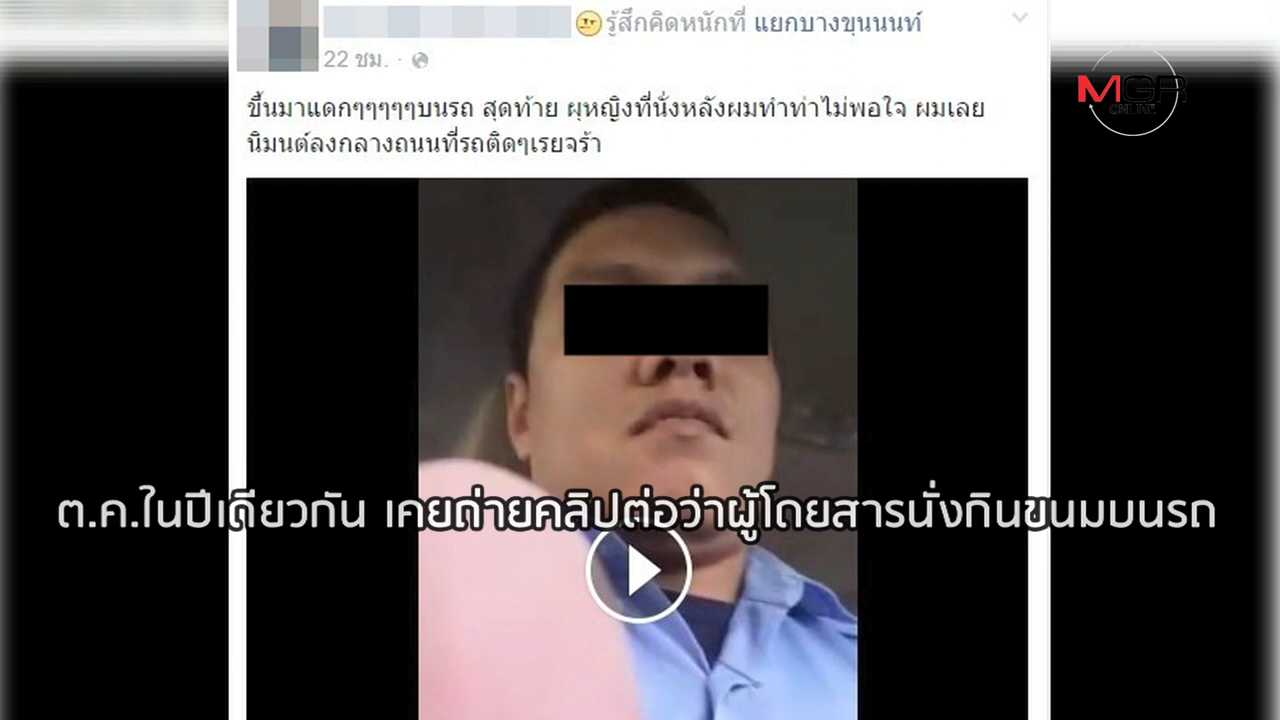 รู้สึกคิดหนักที่ แยกบางขุนนนท์
22 ชม. ·
ขึ้นมาแดกๆๆๆๆๆบนรถ สุดท้าย ผุหญิงที่นั่งหลังผมทำท่าไม่พอใจ ผมเลย
นิมนต์ลงกลางถนนที่รถติดๆเรยจร้า
MGR
ONLINE
ต.ค.ในปีเดียวกัน เคยถ่ายคลิปต่อว่าผู้โดยสารนั่งกินขนมบนรถ